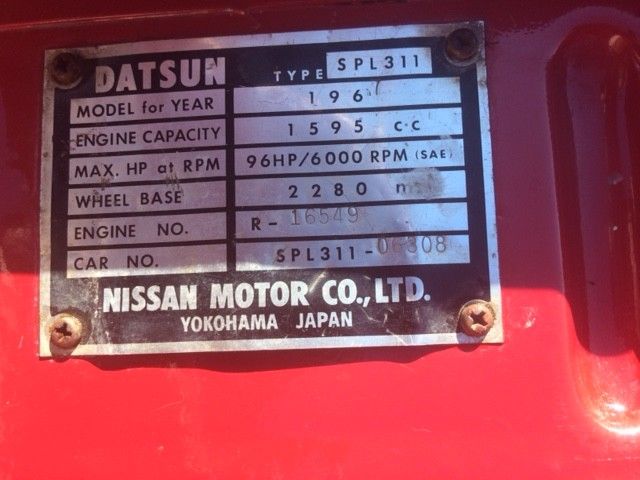 DATSUN TYPE SPL311
MODEL for YEAR 196
ENGINE CAPACITY 1595 c·c
MAX. HP at RPM 96HP/6000 RPM (SAE)
WHEEL BASE 2280
ENGINE NO. R-16549
CAR NO. SPL311-06308
NISSAN MOTOR CO., LTD.
YOKOHAMA JAPAN